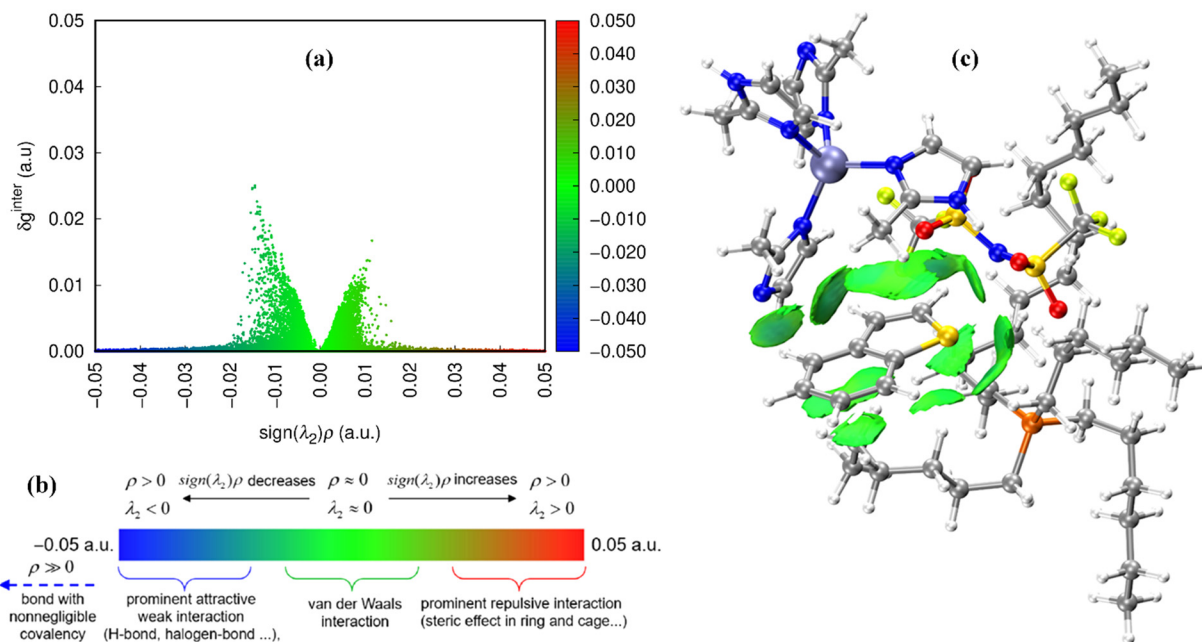 (a)
0.05
0.04
0.03
0.02
0.01
0.00
δg^inter (a.u)
−0.05
−0.04
−0.03
−0.02
−0.01
0.00
0.01
0.02
0.03
0.04
0.05
sign(λ₂)ρ (a.u.)
0.050
0.040
0.030
0.020
0.010
0.000
−0.010
−0.020
−0.030
−0.040
−0.050
(c)
(b)
ρ > 0 sign(λ₂)ρ decreases ρ ≈ 0 sign(λ₂)ρ increases ρ > 0
λ₂ < 0 λ₂ ≈ 0 λ₂ > 0
−0.05 a.u. 0.05 a.u.
ρ ≫ 0
bond with
nonnegligible
covalency
prominent attractive
weak interaction
(H-bond, halogen-bond ...),
van der Waals
interaction
prominent repulsive interaction
(steric effect in ring and cage...)